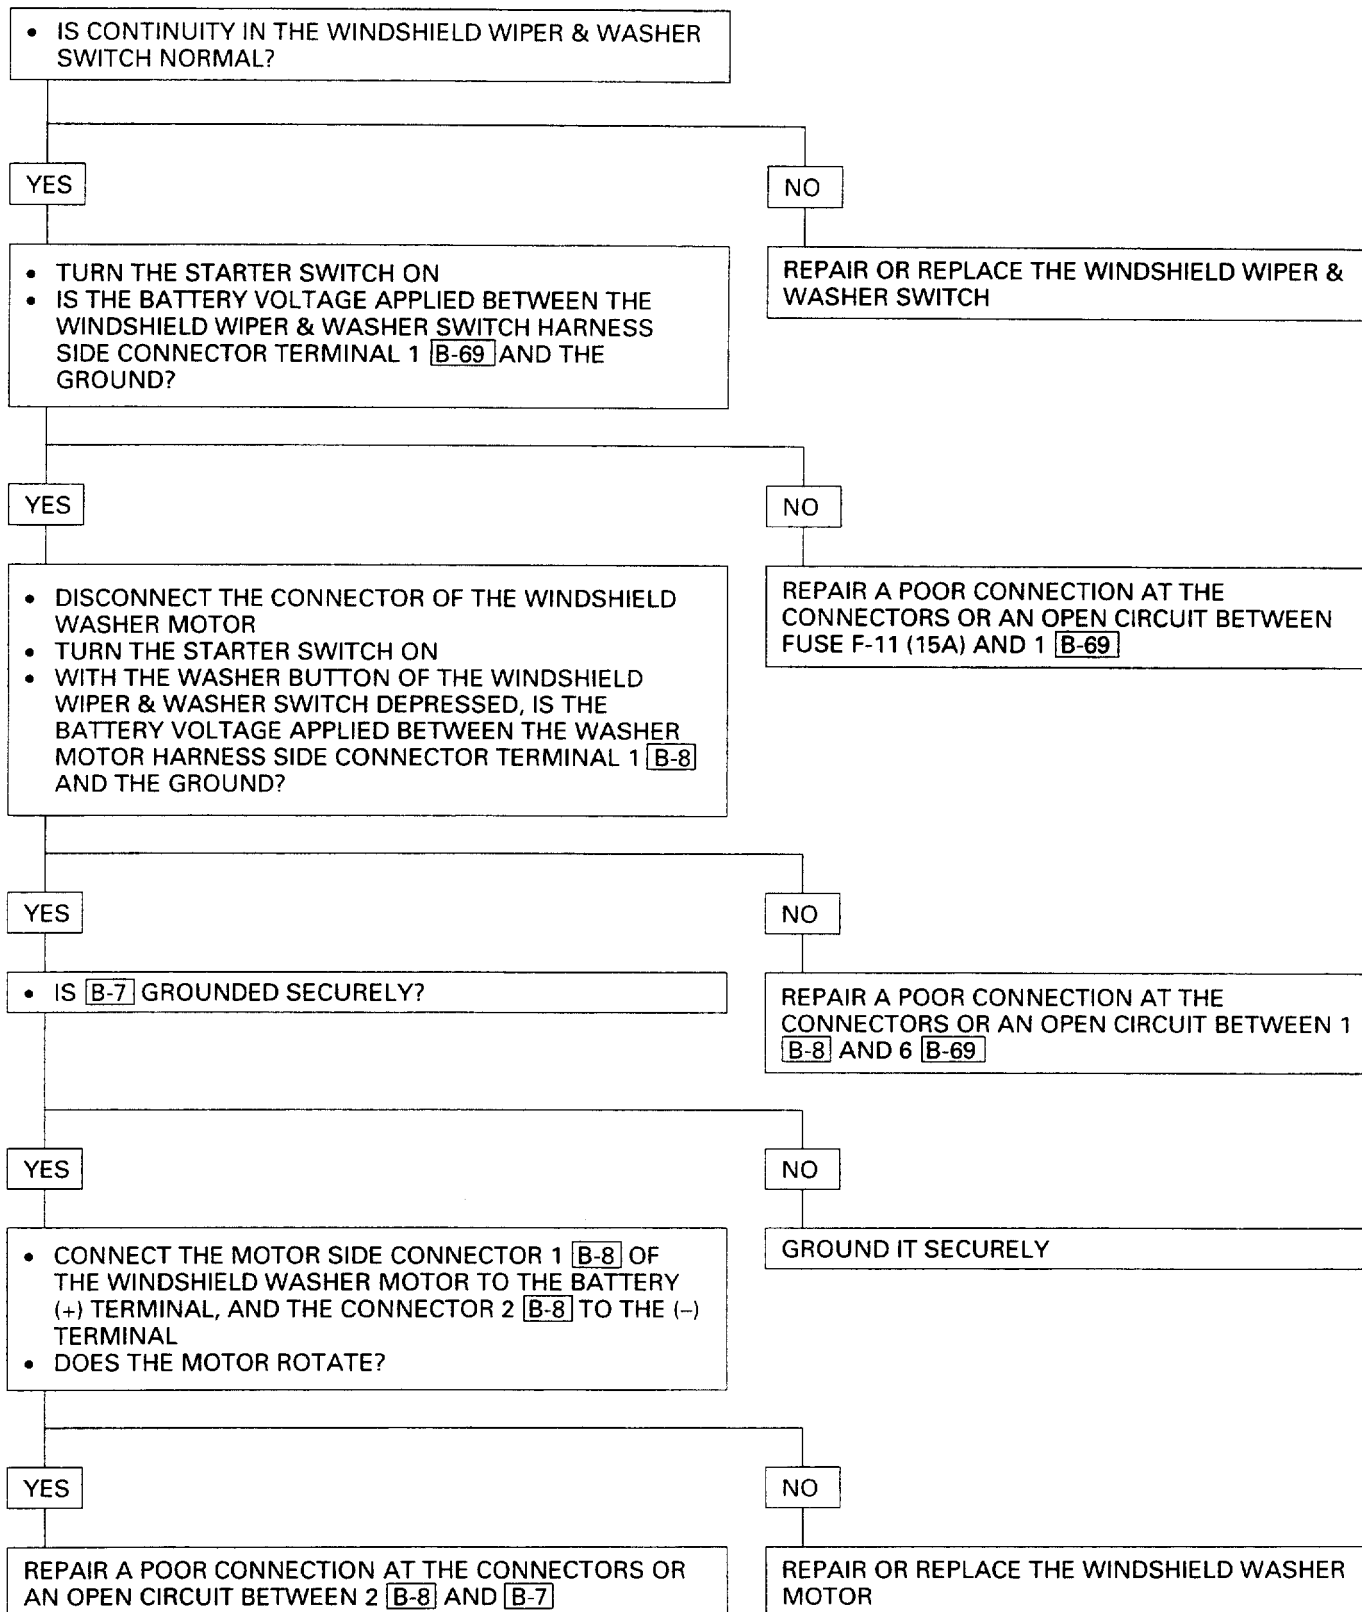 • IS CONTINUITY IN THE WINDSHIELD WIPER & WASHER
SWITCH NORMAL?
YES
NO
• TURN THE STARTER SWITCH ON
• IS THE BATTERY VOLTAGE APPLIED BETWEEN THE
WINDSHIELD WIPER & WASHER SWITCH HARNESS
SIDE CONNECTOR TERMINAL 1 B-69 AND THE
GROUND?
REPAIR OR REPLACE THE WINDSHIELD WIPER &
WASHER SWITCH
YES
NO
• DISCONNECT THE CONNECTOR OF THE WINDSHIELD
WASHER MOTOR
• TURN THE STARTER SWITCH ON
• WITH THE WASHER BUTTON OF THE WINDSHIELD
WIPER & WASHER SWITCH DEPRESSED, IS THE
BATTERY VOLTAGE APPLIED BETWEEN THE WASHER
MOTOR HARNESS SIDE CONNECTOR TERMINAL 1 B-8
AND THE GROUND?
REPAIR A POOR CONNECTION AT THE
CONNECTORS OR AN OPEN CIRCUIT BETWEEN
FUSE F-11 (15A) AND 1 B-69
YES
NO
• IS B-7 GROUNDED SECURELY?
REPAIR A POOR CONNECTION AT THE
CONNECTORS OR AN OPEN CIRCUIT BETWEEN 1
B-8 AND 6 B-69
YES
NO
• CONNECT THE MOTOR SIDE CONNECTOR 1 B-8 OF
THE WINDSHIELD WASHER MOTOR TO THE BATTERY
(+) TERMINAL, AND THE CONNECTOR 2 B-8 TO THE (–)
TERMINAL
• DOES THE MOTOR ROTATE?
GROUND IT SECURELY
YES
NO
REPAIR A POOR CONNECTION AT THE CONNECTORS OR
AN OPEN CIRCUIT BETWEEN 2 B-8 AND B-7
REPAIR OR REPLACE THE WINDSHIELD WASHER
MOTOR